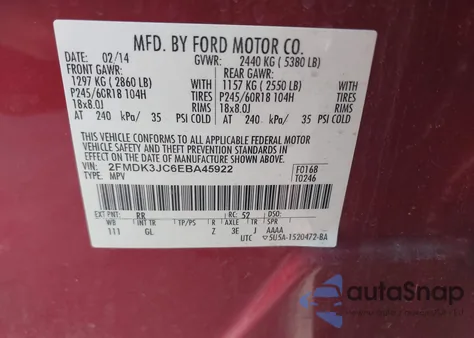 MFD. BY FORD MOTOR CO.
02/14 GVWR: 2440 KG ( 5380 LB)
FRONT GAWR: REAR GAWR:
1297 KG ( 2860 LB) WITH 1157 KG ( 2550 LB) WITH
P245/60R18 104H TIRES P245/60R18 104H TIRES
18x8.0J RIMS 18x8.0J RIMS
AT 240 kPa/ 35 PSI COLD AT 240 kPa/ 35 PSI COLD
THIS VEHICLE CONFORMS TO ALL APPLICABLE FEDERAL MOTOR
VEHICLE SAFETY AND THEFT PREVENTION STANDARDS IN
EFFECT ON THE DATE OF MANUFACTURE SHOWN ABOVE.
VIN: 2FMDK3JC6EBA45922 F0168
TYPE: MPV T0246
EXT PNT: RR RC: 52
WB INT TR TP/PS R AXLE TR SPR
111 GL Z 3E J AAAA
UTC 5U5A-1520472-BA
autoSnap